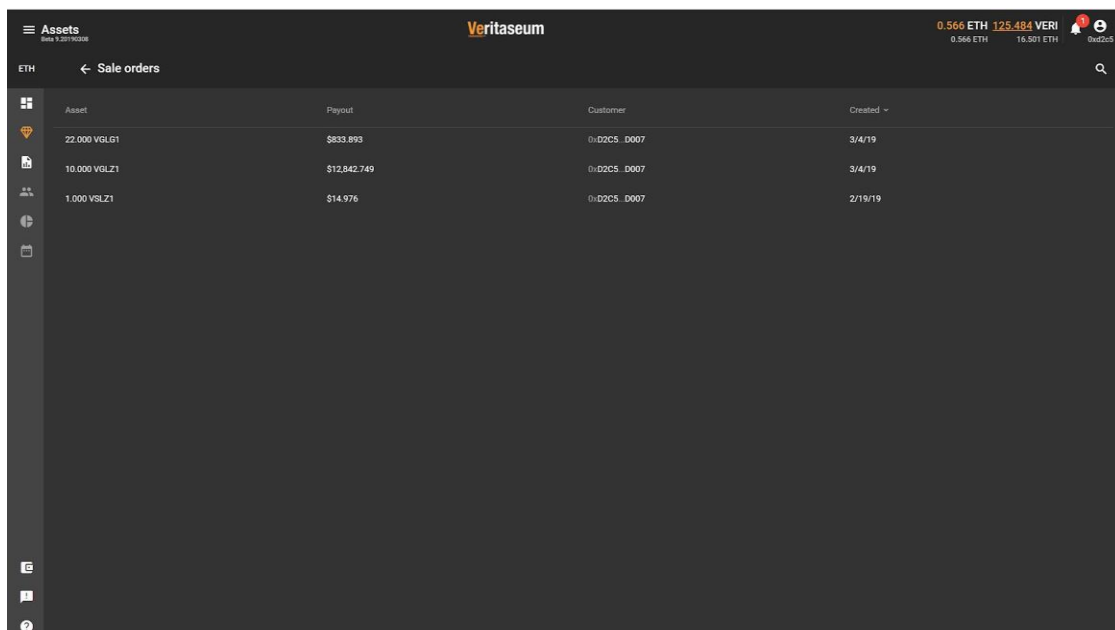 Assets
Beta 9.20190308
Veritaseum
0.566 ETH 125.484 VERI
0.566 ETH 16.501 ETH
1
0xd2c5
ETH
← Sale orders
Asset Payout Customer Created
22.000 VGLG1 $833.893 0xD2C5...D007 3/4/19
10.000 VGLZ1 $12,842.749 0xD2C5...D007 3/4/19
1.000 VSLZ1 $14.976 0xD2C5...D007 2/19/19